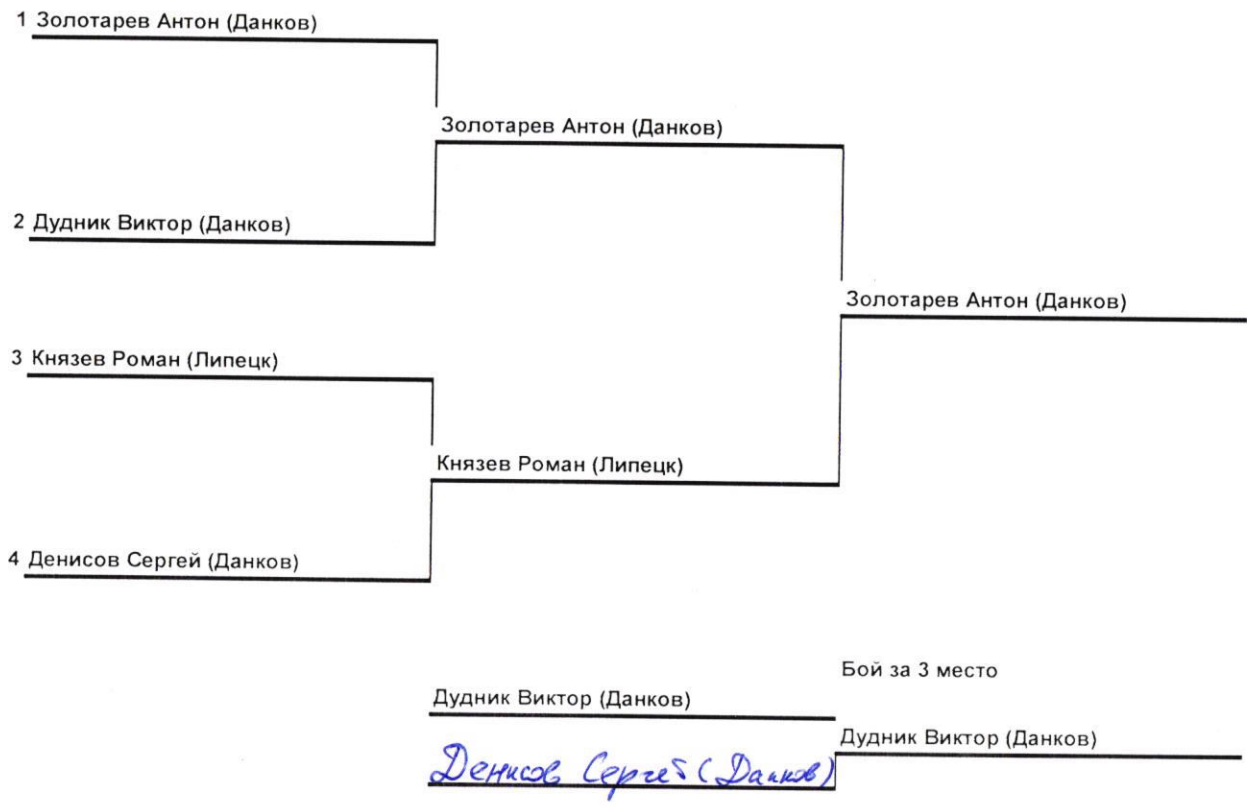 1 Золотарев Антон (Данков)
Золотарев Антон (Данков)
2 Дудник Виктор (Данков)
Золотарев Антон (Данков)
3 Князев Роман (Липецк)
Князев Роман (Липецк)
4 Денисов Сергей (Данков)
Бой за 3 место
Дудник Виктор (Данков)
Дудник Виктор (Данков)
Денисов Сергей (Данков)